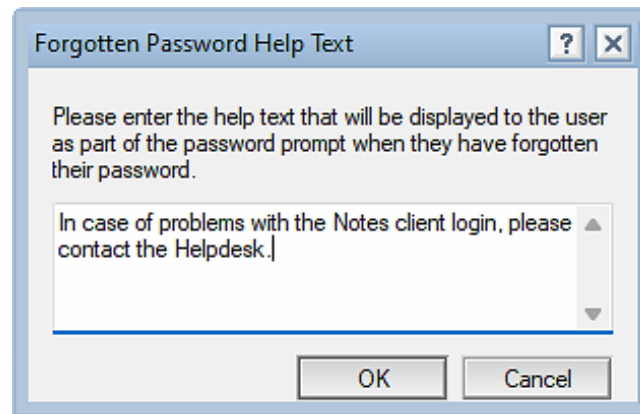 Forgotten Password Help Text
?
Please enter the help text that will be displayed to the user
as part of the password prompt when they have forgotten
their password.
In case of problems with the Notes client login, please
contact the Helpdesk.
OK Cancel